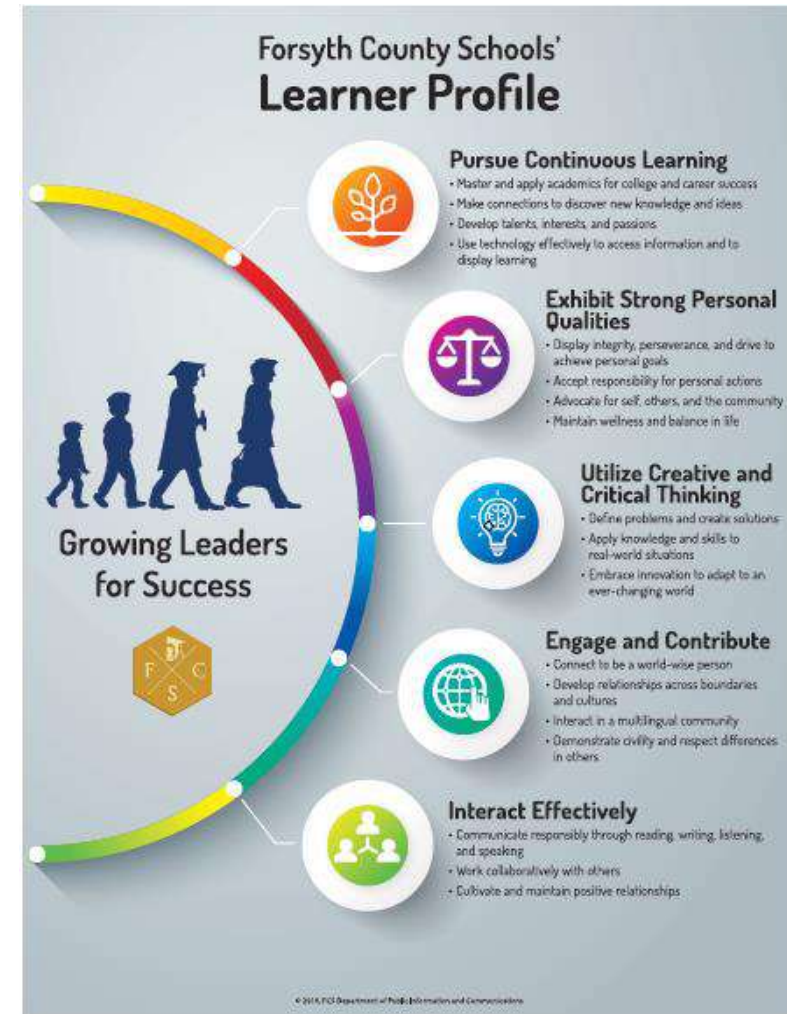 Forsyth County Schools'
Learner Profile
Pursue Continuous Learning
• Master and apply academics for college and career success
• Make connections to discover new knowledge and ideas
• Develop talents, interests, and passions
• Use technology effectively to access information and to
display learning
Exhibit Strong Personal
Qualities
• Display integrity, perseverance, and drive to
achieve personal goals
• Accept responsibility for personal actions
• Advocate for self, others, and the community
• Maintain wellness and balance in life
Utilize Creative and
Critical Thinking
• Define problems and create solutions
• Apply knowledge and skills to
real-world situations
• Embrace innovation to adapt to an
ever-changing world
Growing Leaders
for Success
F C
S
Engage and Contribute
• Connect to be a world-wise person
• Develop relationships across boundaries
and cultures
• Interact in a multilingual community
• Demonstrate civility and respect differences
in others
Interact Effectively
• Communicate responsibly through reading, writing, listening,
and speaking
• Work collaboratively with others
• Cultivate and maintain positive relationships
© FCS Department of Public Information and Communications